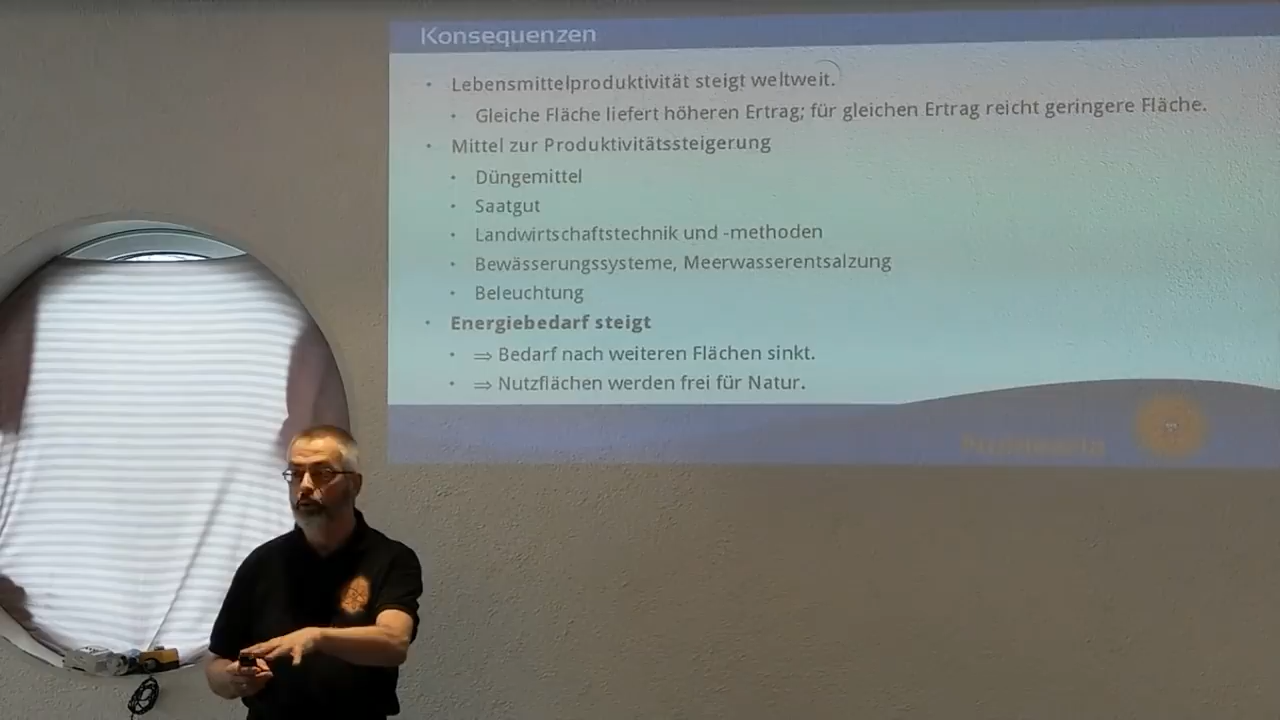 Konsequenzen
• Lebensmittelproduktivität steigt weltweit.
• Gleiche Fläche liefert höheren Ertrag; für gleichen Ertrag reicht geringere Fläche.
• Mittel zur Produktivitätssteigerung
• Düngemittel
• Saatgut
• Landwirtschaftstechnik und -methoden
• Bewässerungssysteme, Meerwasserentsalzung
• Beleuchtung
• Energiebedarf steigt
• ⇒ Bedarf nach weiteren Flächen sinkt.
• ⇒ Nutzflächen werden frei für Natur.